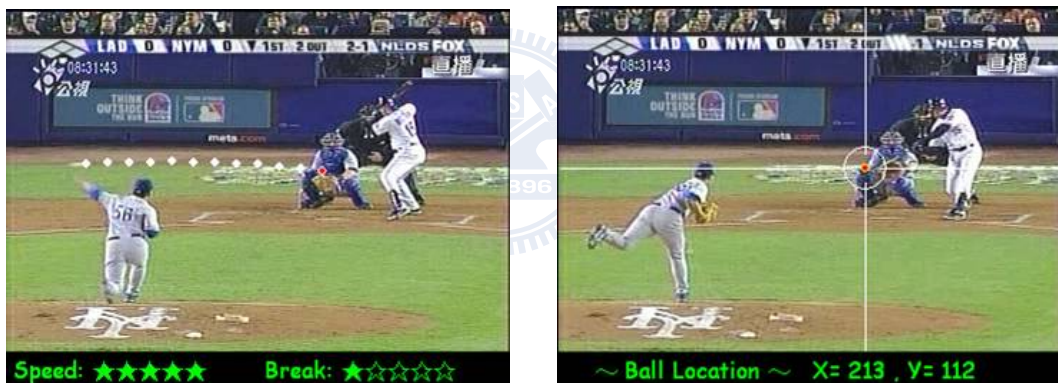 LAD 0 NYM 0 1ST 2 OUT 2-1 NLDS FOX
08:31:43
直播
公視
THINK
OUTSIDE
THE BUN
mets.com
58
Speed: ★★★★★ Break: ★☆☆☆☆
LAD 0 NYM 0 1ST 2 OUT -1 NLDS FOX
08:31:43
直播
公視
THINK
OUTSIDE
THE BUN
mets.com
896
~ Ball Location ~ X= 213 , Y= 112